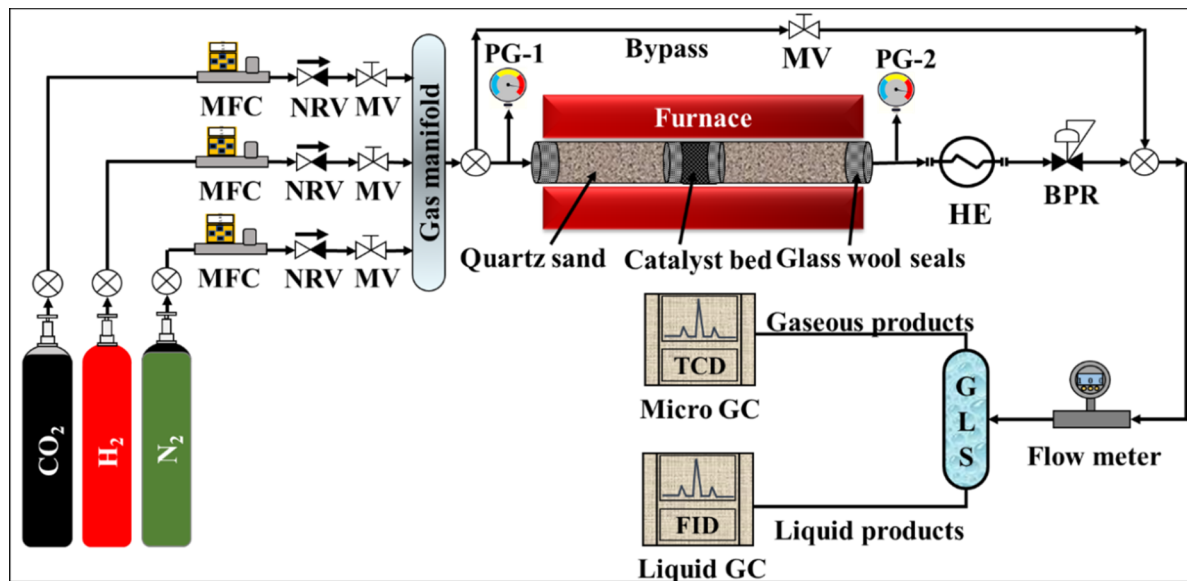 PG-1
Bypass
MV
PG-2
MFC
NRV
MV
Gas manifold
Furnace
MFC
NRV
MV
HE
BPR
MFC
NRV
MV
Quartz sand
Catalyst bed
Glass wool seals
Gaseous products
TCD
Micro GC
GLS
Flow meter
CO₂
H₂
N₂
FID
Liquid products
Liquid GC